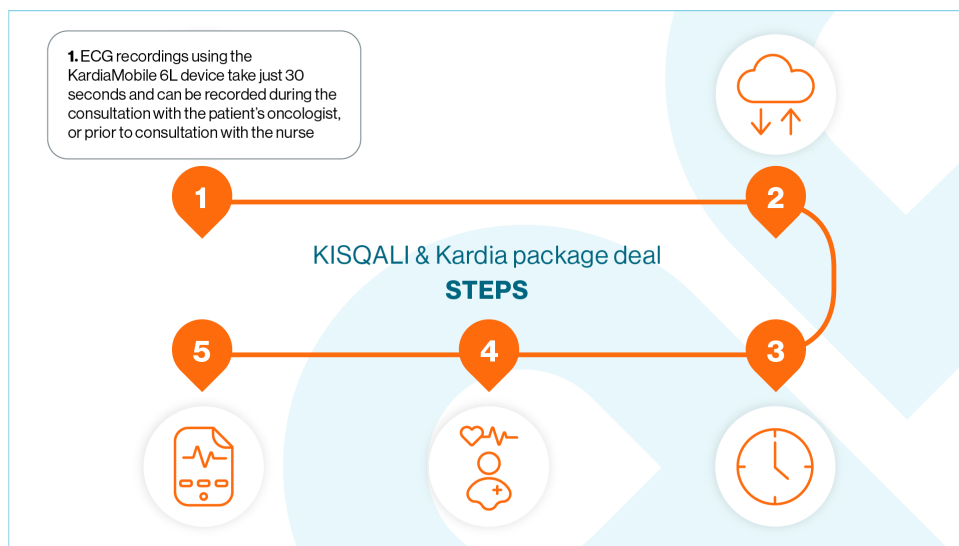 1. ECG recordings using the
KardiaMobile 6L device take just 30
seconds and can be recorded during the
consultation with the patient's oncologist,
or prior to consultation with the nurse
1
2
KISQALI & Kardia package deal
STEPS
5
4
3